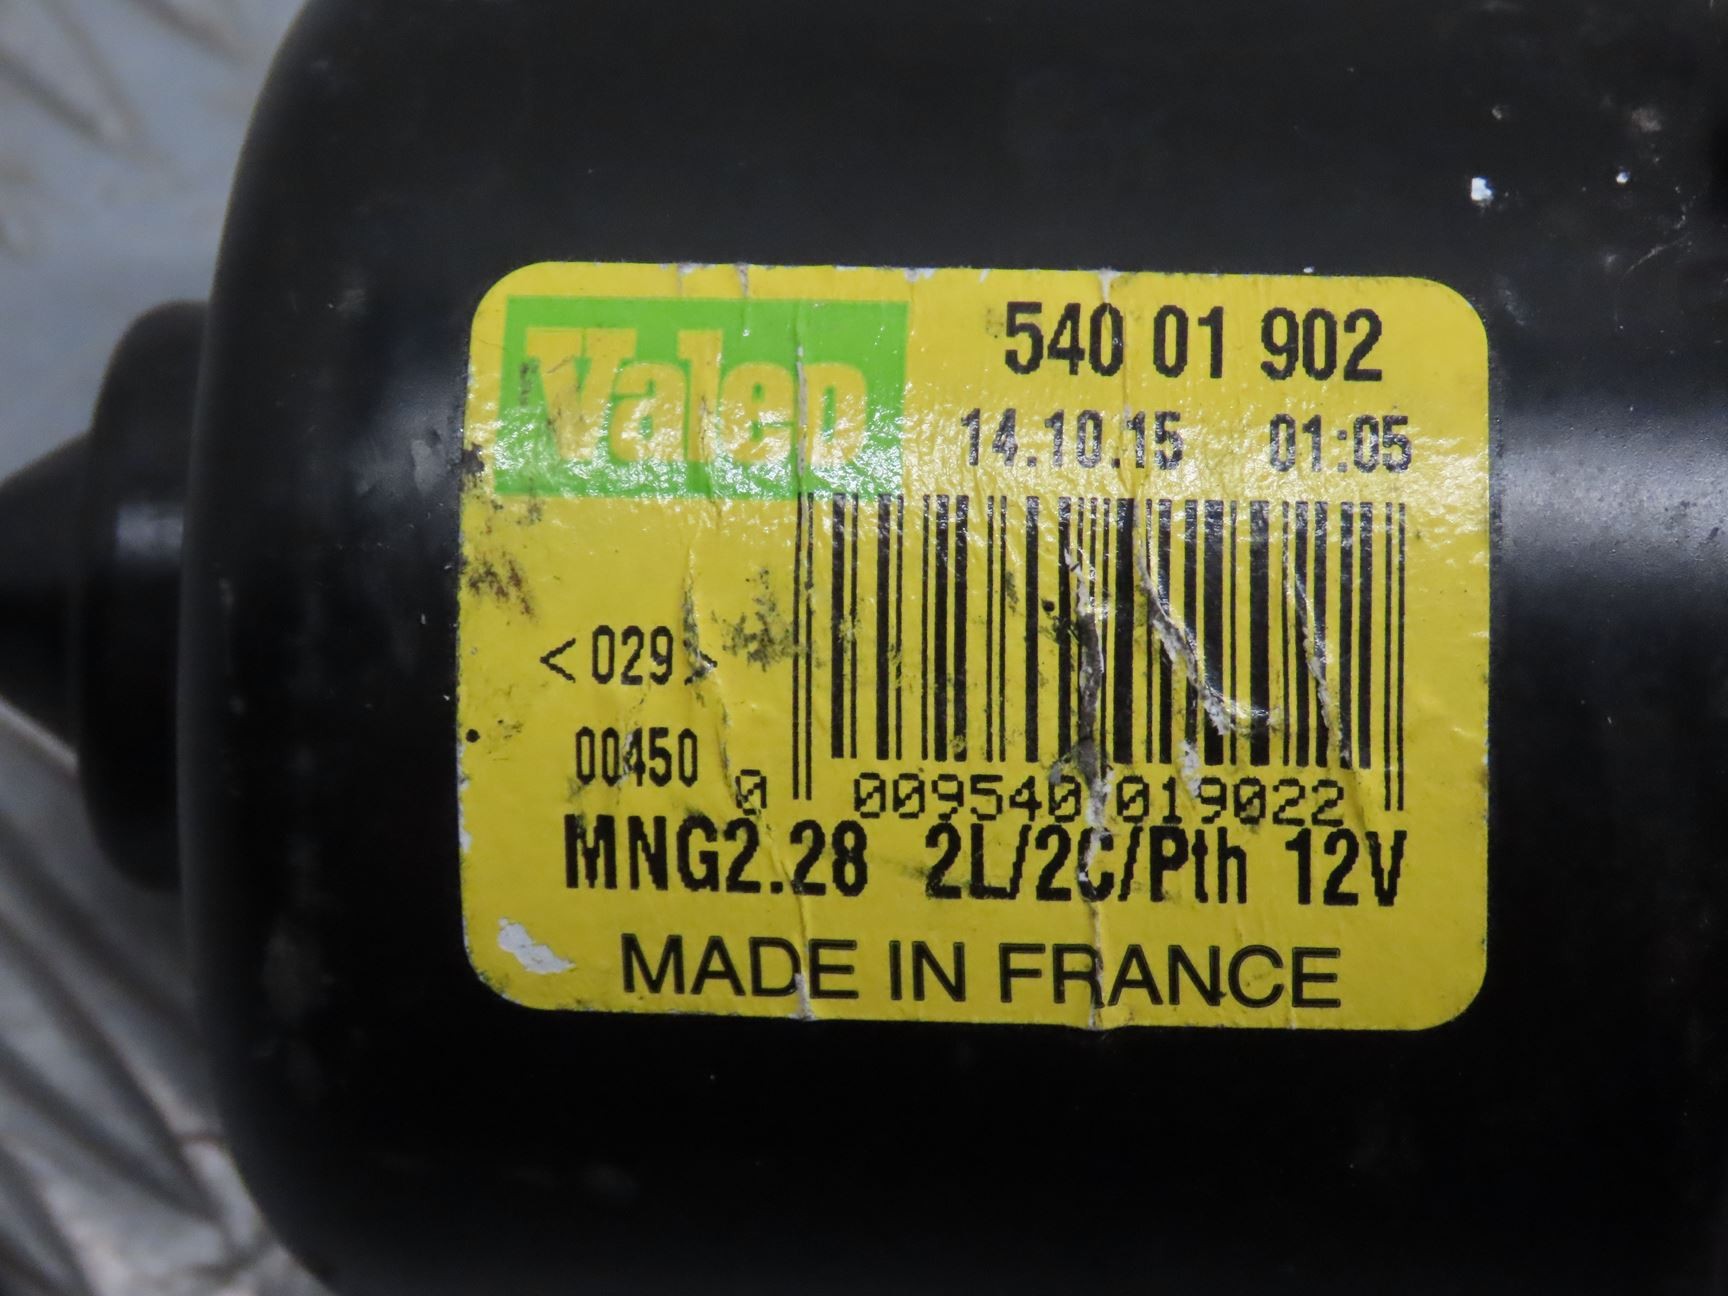 Valeo
540 01 902
14.10.15 01:05
<029>
00450
0 009540 019022
MNG2.28 2L/2C/Pth 12V
MADE IN FRANCE